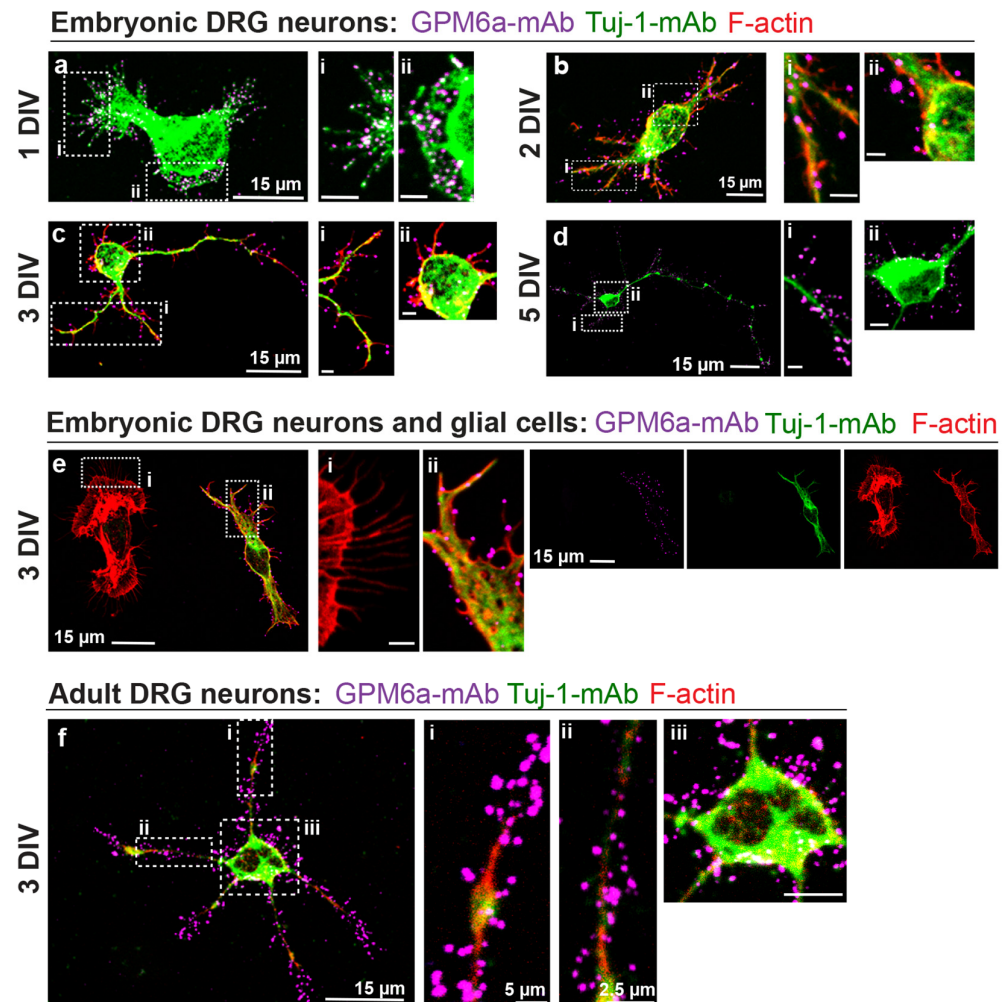 Embryonic DRG neurons: GPM6a-mAb Tuj-1-mAb F-actin
1 DIV
a
i
ii
15 µm
i
ii
2 DIV
b
ii
i
15 µm
i
ii
3 DIV
c
ii
i
15 µm
i
ii
5 DIV
d
ii
i
15 µm
i
ii
Embryonic DRG neurons and glial cells: GPM6a-mAb Tuj-1-mAb F-actin
3 DIV
e
i
ii
15 µm
i
ii
15 µm
Adult DRG neurons: GPM6a-mAb Tuj-1-mAb F-actin
3 DIV
f
i
ii
iii
15 µm
i
5 µm
ii
2.5 µm
iii